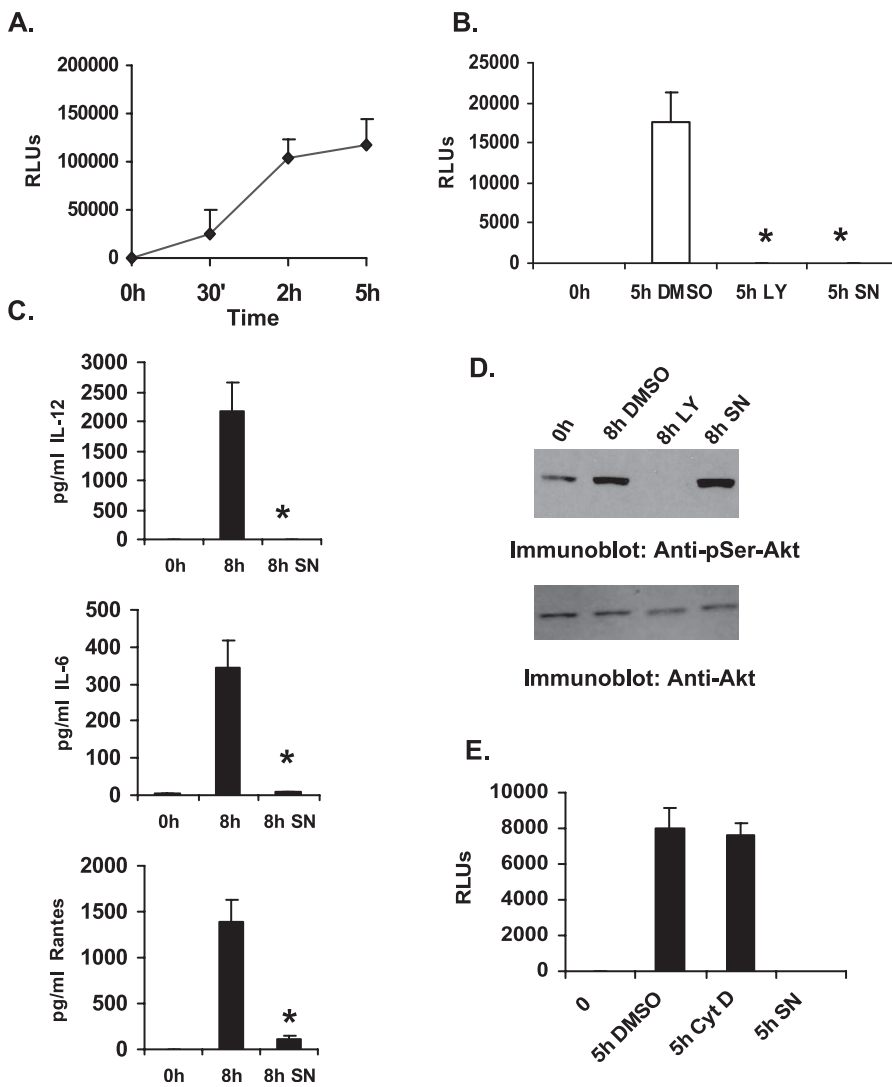 A.
200000
150000
100000
50000
0
RLUs
0h 30' 2h 5h
Time
B.
25000
20000
15000
10000
5000
0
RLUs
* *
0h 5h DMSO 5h LY 5h SN
C.
3000
2500
2000
1500
1000
500
0
pg/ml IL-12
*
0h 8h 8h SN
500
400
300
200
100
0
pg/ml IL-6
*
0h 8h 8h SN
2000
1500
1000
500
0
pg/ml Rantes
*
0h 8h 8h SN
D.
0h 8h DMSO 8h LY 8h SN
Immunoblot: Anti-pSer-Akt
Immunoblot: Anti-Akt
E.
10000
8000
6000
4000
2000
0
RLUs
0 5h DMSO 5h Cyt D 5h SN